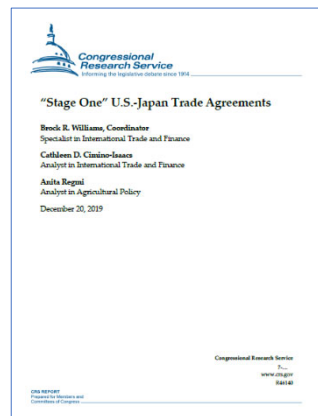 Congressional
Research Service
Informing the legislative debate since 1914
“Stage One” U.S.-Japan Trade Agreements
Brock R. Williams, Coordinator
Specialist in International Trade and Finance
Cathleen D. Cimino-Isaacs
Analyst in International Trade and Finance
Anita Regmi
Analyst in Agricultural Policy
December 20, 2019
Congressional Research Service
www.crs.gov
R46140
CRS REPORT
Prepared for Members and
Committees of Congress